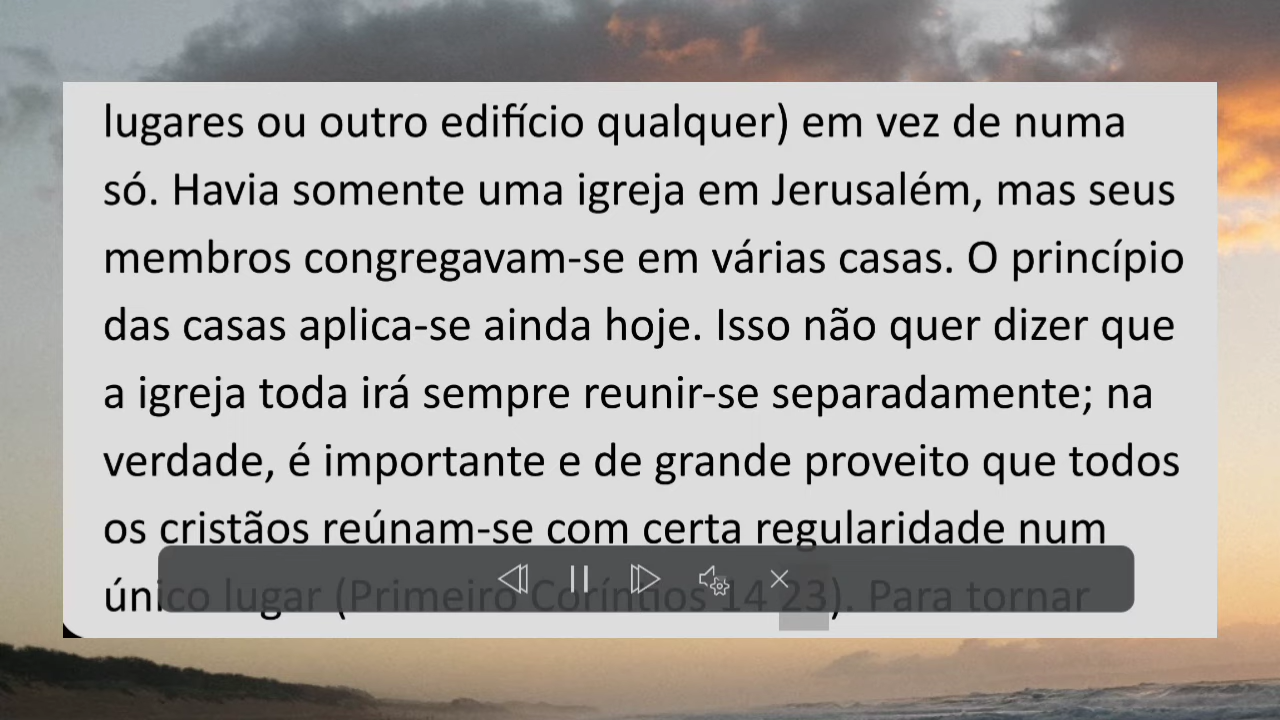 lugares ou outro edifício qualquer) em vez de numa
só. Havia somente uma igreja em Jerusalém, mas seus
membros congregavam-se em várias casas. O princípio
das casas aplica-se ainda hoje. Isso não quer dizer que
a igreja toda irá sempre reunir-se separadamente; na
verdade, é importante e de grande proveito que todos
os cristãos reúnam-se com certa regularidade num
único lugar (Primeiro Coríntios 14 23). Para tornar